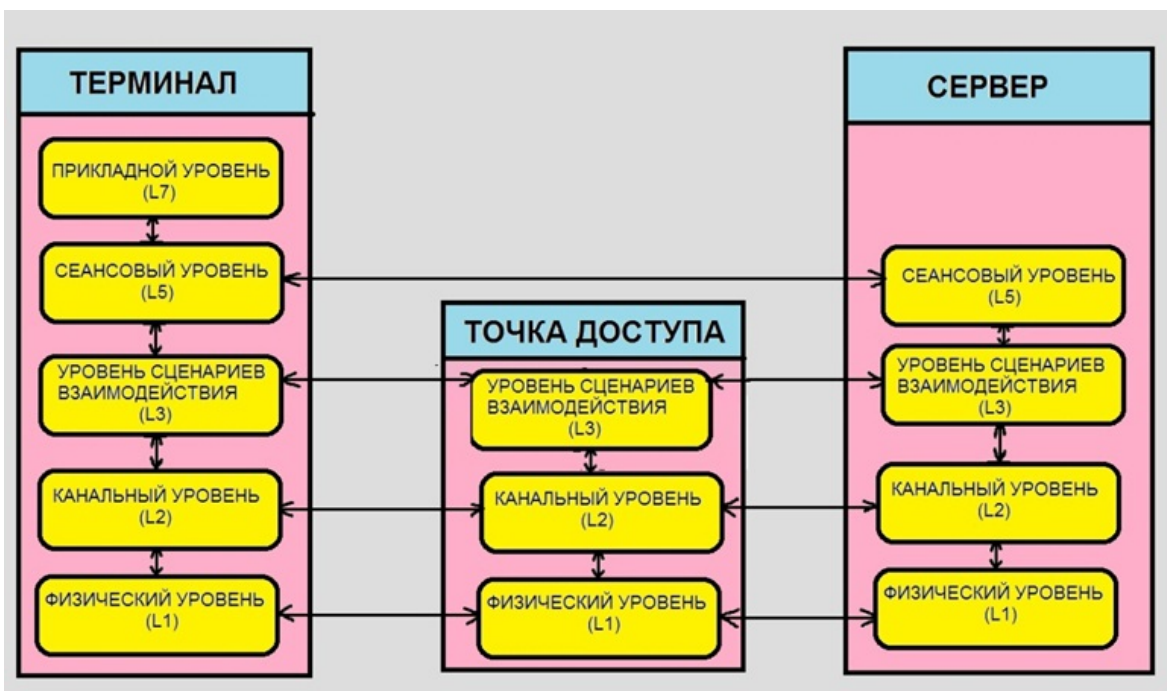 ТЕРМИНАЛ
ПРИКЛАДНОЙ УРОВЕНЬ
(L7)
СЕАНСОВЫЙ УРОВЕНЬ
(L5)
УРОВЕНЬ СЦЕНАРИЕВ
ВЗАИМОДЕЙСТВИЯ
(L3)
КАНАЛЬНЫЙ УРОВЕНЬ
(L2)
ФИЗИЧЕСКИЙ УРОВЕНЬ
(L1)
ТОЧКА ДОСТУПА
УРОВЕНЬ СЦЕНАРИЕВ
ВЗАИМОДЕЙСТВИЯ
(L3)
КАНАЛЬНЫЙ УРОВЕНЬ
(L2)
ФИЗИЧЕСКИЙ УРОВЕНЬ
(L1)
СЕРВЕР
СЕАНСОВЫЙ УРОВЕНЬ
(L5)
УРОВЕНЬ СЦЕНАРИЕВ
ВЗАИМОДЕЙСТВИЯ
(L3)
КАНАЛЬНЫЙ УРОВЕНЬ
(L2)
ФИЗИЧЕСКИЙ УРОВЕНЬ
(L1)